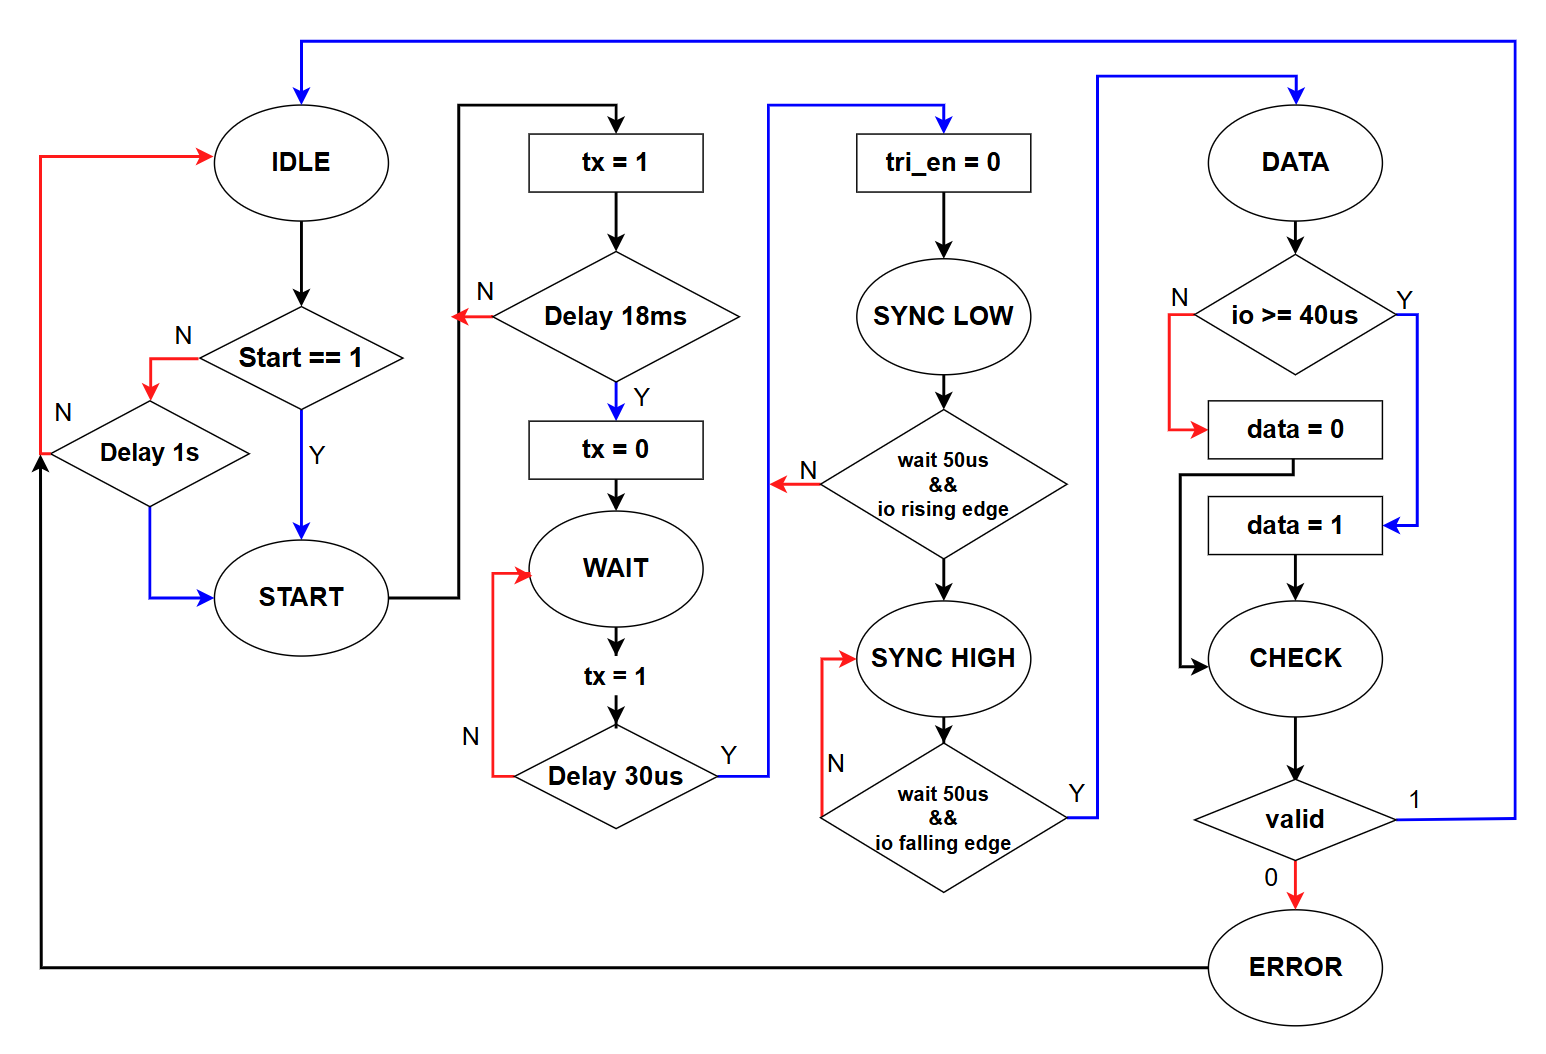 IDLE
Start == 1
N
Y
Delay 1s
N
START
tx = 1
Delay 18ms
N
Y
tx = 0
WAIT
tx = 1
Delay 30us
N
Y
tri_en = 0
SYNC LOW
wait 50us
&&
io rising edge
N
SYNC HIGH
wait 50us
&&
io falling edge
N
Y
DATA
io >= 40us
N
Y
data = 0
data = 1
CHECK
valid
1
0
ERROR